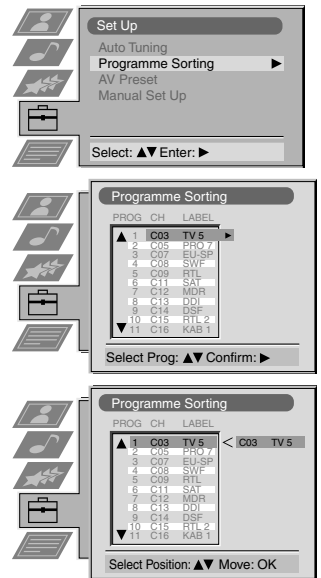 Set Up
Auto Tuning
Programme Sorting ▶
AV Preset
Manual Set Up
Select: ▲▼ Enter: ▶
Programme Sorting
PROG CH LABEL
1 C03 TV 5 ▶
2 C05 PRO 7
3 C07 EU-SP
4 C08 SWF
5 C09 RTL
6 C11 SAT
7 C12 MDR
8 C13 DDI
9 C14 DSF
10 C15 RTL 2
11 C16 KAB 1
Select Prog: ▲▼ Confirm: ▶
Programme Sorting
PROG CH LABEL
1 C03 TV 5 < C03 TV 5
2 C05 PRO 7
3 C07 EU-SP
4 C08 SWF
5 C09 RTL
6 C11 SAT
7 C12 MDR
8 C13 DDI
9 C14 DSF
10 C15 RTL 2
11 C16 KAB 1
Select Position: ▲▼ Move: OK